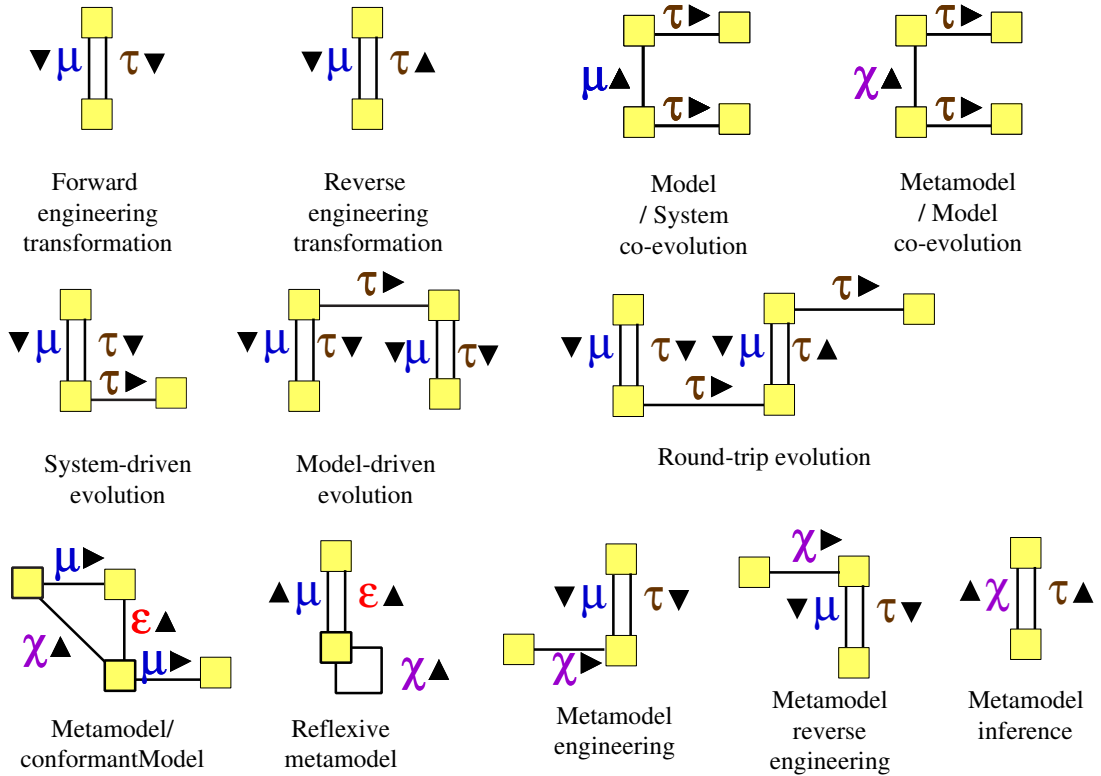 ▼μ τ▼
▼μ τ▲
τ►
μ▲
τ►
τ►
χ▲
τ►
Forward
engineering
transformation
Reverse
engineering
transformation
Model
/ System
co-evolution
Metamodel
/ Model
co-evolution
▼μ τ▼
τ►
τ►
▼μ τ▼
▼μ τ▼
τ►
▼μ τ▼
▼μ τ▲
τ►
System-driven
evolution
Model-driven
evolution
Round-trip evolution
μ►
ε▲
χ▲
μ►
▲μ ε▲
χ▲
▼μ τ▼
χ►
χ►
▼μ τ▼
▲χ τ▲
Metamodel/
conformantModel
Reflexive
metamodel
Metamodel
engineering
Metamodel
reverse
engineering
Metamodel
inference